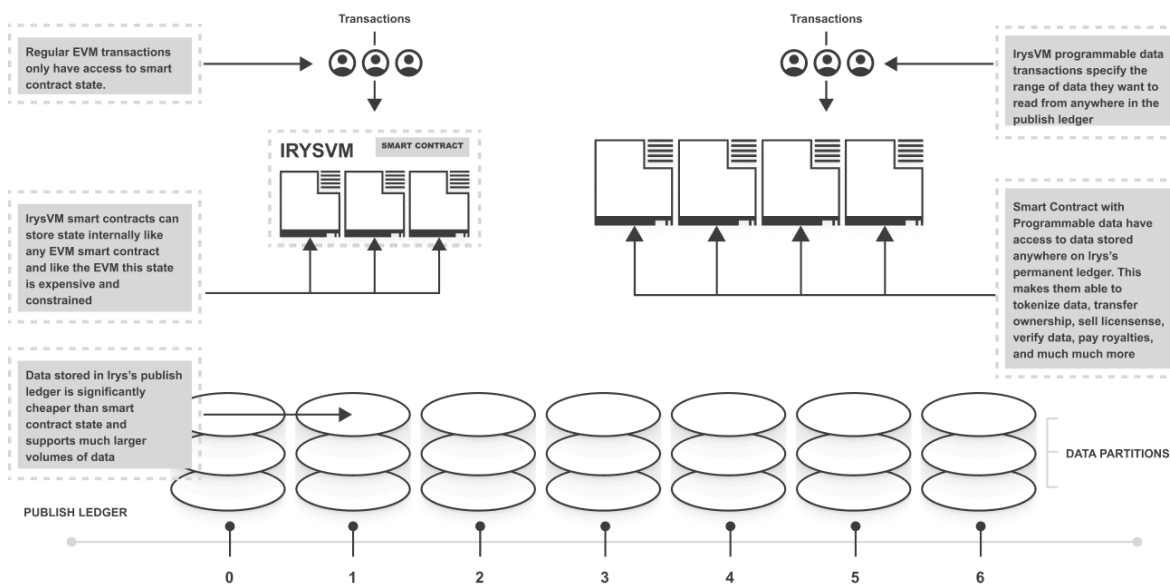 Transactions
Transactions
Regular EVM transactions
only have access to smart
contract state.
IrysVM programmable data
transactions specify the
range of data they want to
read from anywhere in the
publish ledger
IRYSVM
SMART CONTRACT
IrysVM smart contracts can
store state internally like
any EVM smart contract
and like the EVM this state
is expensive and
constrained
Smart Contract with
Programmable data have
access to data stored
anywhere on Irys's
permanent ledger. This
makes them able to
tokenize data, transfer
ownership, sell licensense,
verify data, pay royalties,
and much much more
Data stored in Irys's publish
ledger is significantly
cheaper than smart
contract state and
supports much larger
volumes of data
DATA PARTITIONS
PUBLISH LEDGER
0 1 2 3 4 5 6